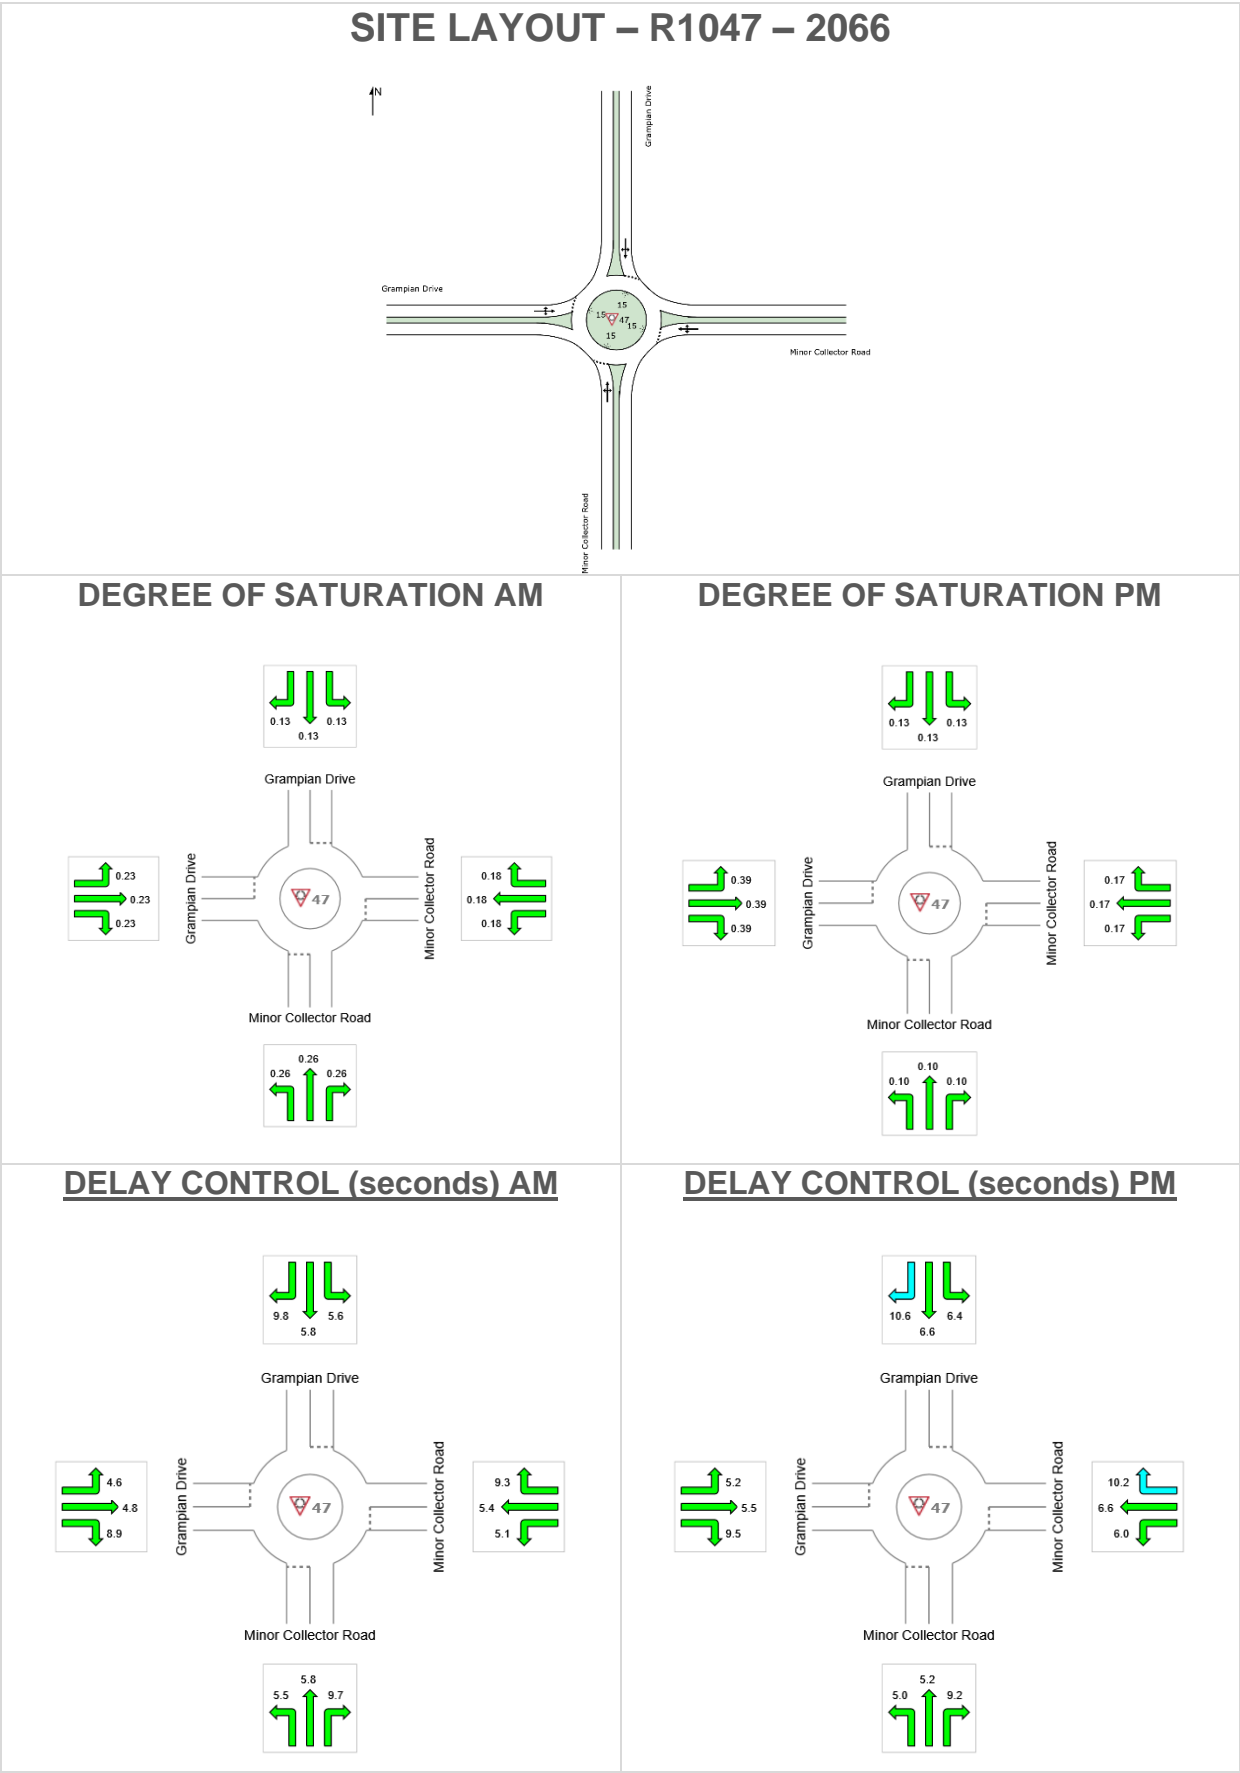 SITE LAYOUT – R1047 – 2066
N
Grampian Drive
Grampian Drive
15
15
47
15
15
Minor Collector Road
Minor Collector Road
DEGREE OF SATURATION AM
0.13
0.13
0.13
Grampian Drive
0.23
0.23
0.23
Grampian Drive
47
Minor Collector Road
0.18
0.18
0.18
Minor Collector Road
0.26
0.26
0.26
DEGREE OF SATURATION PM
0.13
0.13
0.13
Grampian Drive
0.39
0.39
0.39
Grampian Drive
47
Minor Collector Road
0.17
0.17
0.17
Minor Collector Road
0.10
0.10
0.10
DELAY CONTROL (seconds) AM
9.8
5.6
5.8
Grampian Drive
4.6
4.8
8.9
Grampian Drive
47
Minor Collector Road
9.3
5.4
5.1
Minor Collector Road
5.8
5.5
9.7
DELAY CONTROL (seconds) PM
10.6
6.4
6.6
Grampian Drive
5.2
5.5
9.5
Grampian Drive
47
Minor Collector Road
10.2
6.6
6.0
Minor Collector Road
5.2
5.0
9.2